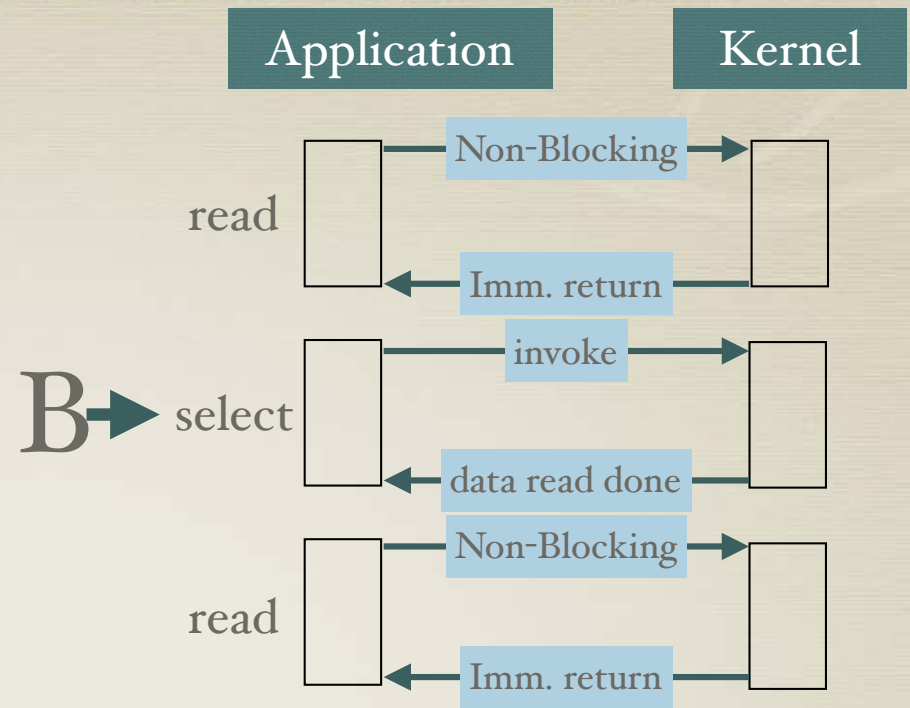 Application
Kernel
Non-Blocking
read
Imm. return
invoke
B
select
data read done
Non-Blocking
read
Imm. return